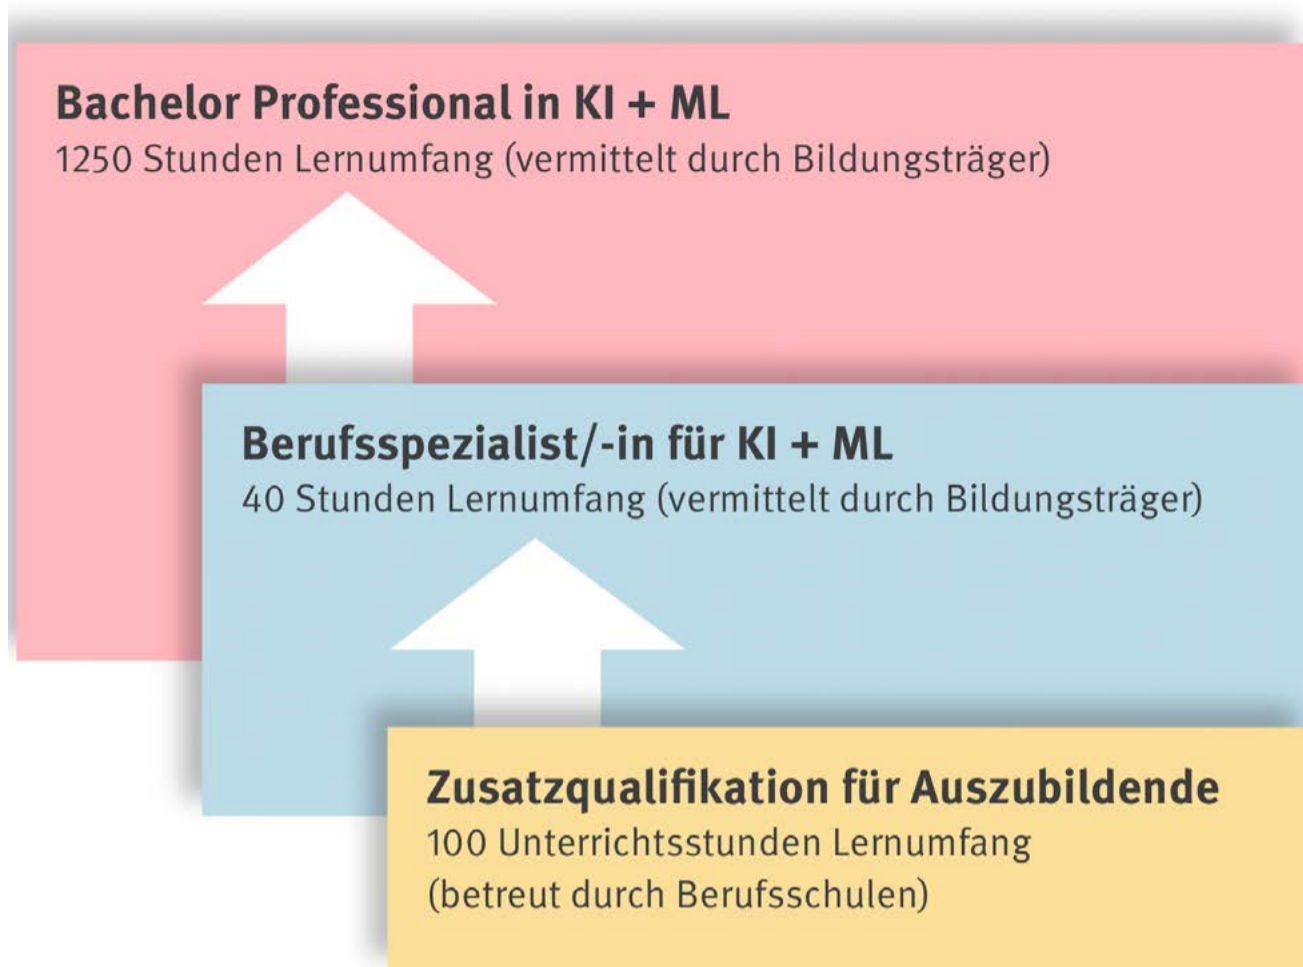 Bachelor Professional in KI + ML
1250 Stunden Lernumfang (vermittelt durch Bildungsträger)
Berufsspezialist/-in für KI + ML
40 Stunden Lernumfang (vermittelt durch Bildungsträger)
Zusatzqualifikation für Auszubildende
100 Unterrichtsstunden Lernumfang
(betreut durch Berufsschulen)